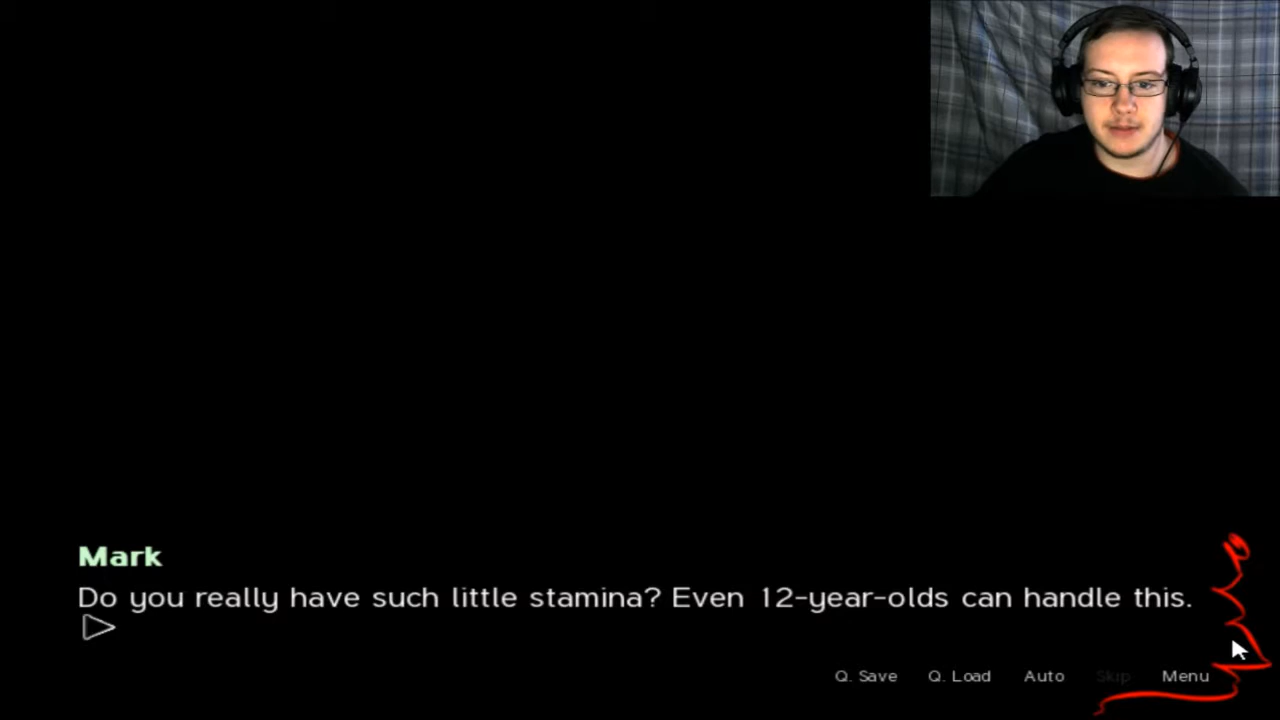 Mark
Do you really have such little stamina? Even 12-year-olds can handle this.
Q. Save Q. Load Auto Skip Menu